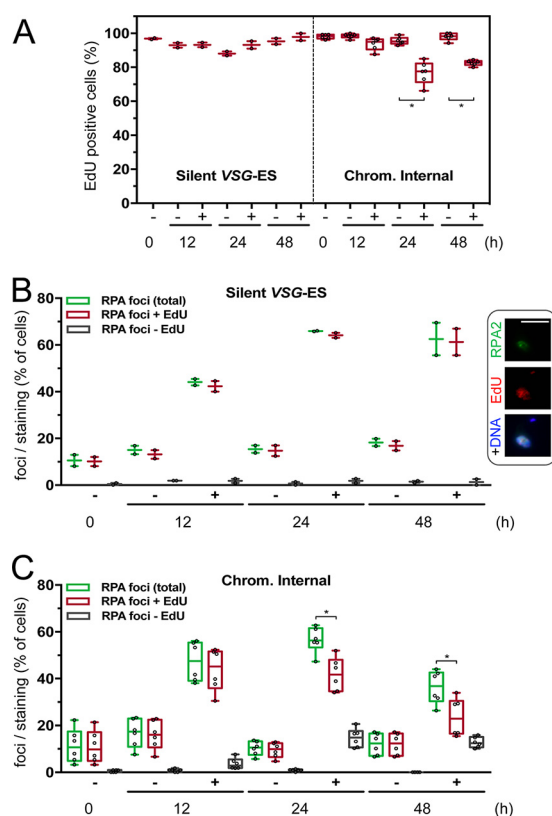 A
EdU positive cells (%)
100
80
60
40
20
0
Silent VSG-ES
Chrom. Internal
*
*
- - + - + - + - - + - + - +
0 12 24 48 0 12 24 48 (h)
B
Silent VSG-ES
RPA foci (total)
RPA foci + EdU
RPA foci - EdU
foci / staining (% of cells)
80
60
40
20
0
- - + - + - +
0 12 24 48 (h)
RPA2
EdU
+DNA
C
Chrom. Internal
RPA foci (total)
RPA foci + EdU
RPA foci - EdU
foci / staining (% of cells)
80
60
40
20
0
*
*
- - + - + - +
0 12 24 48 (h)